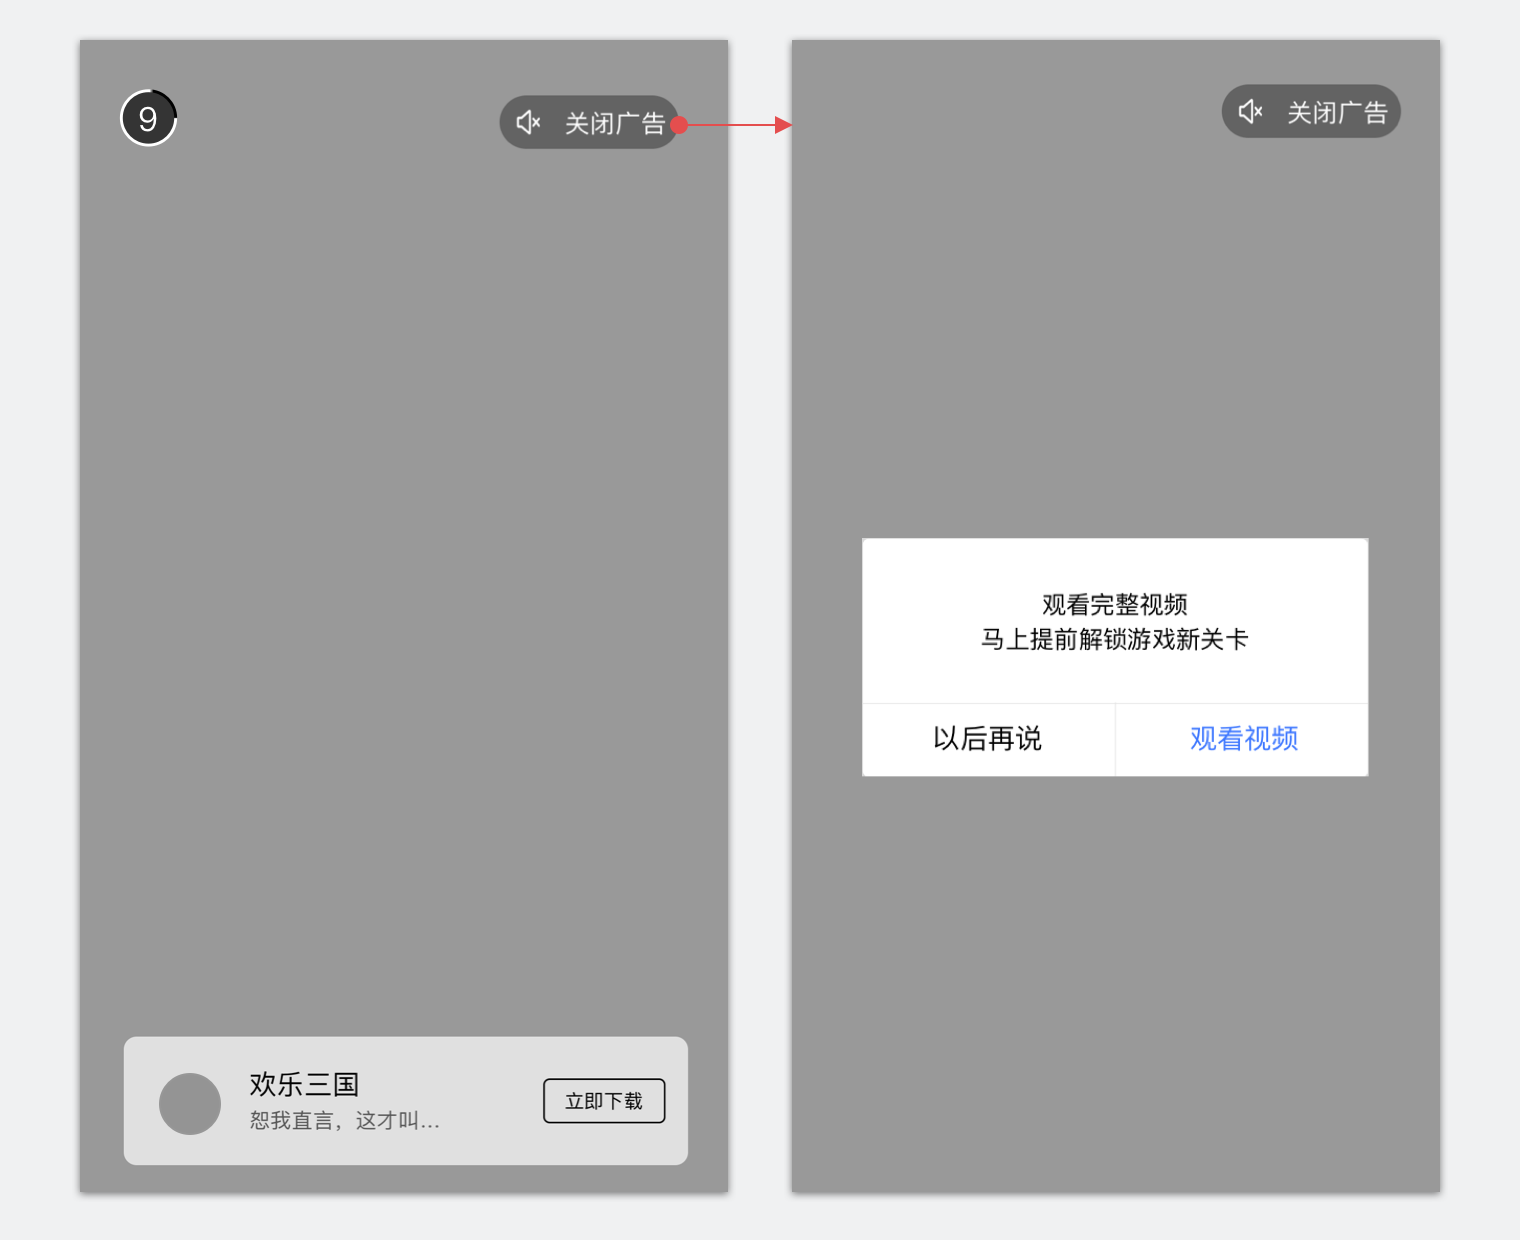 9
关闭广告
欢乐三国
恕我直言，这才叫...
立即下载
关闭广告
观看完整视频
马上提前解锁游戏新关卡
以后再说
观看视频